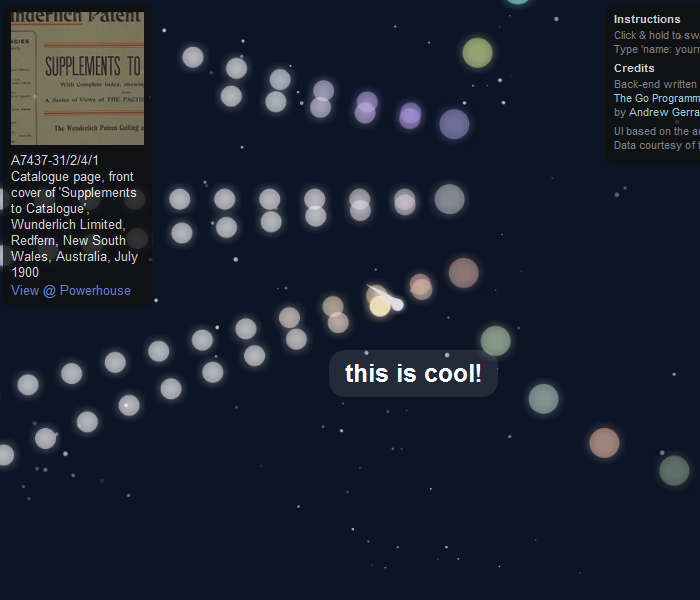 SUPPLEMENTS TO
With Complete Index, showin
A Series of Views of THE FACTO
The Wunderlich Patent Ceiling a
A7437-31/2/4/1
Catalogue page, front
cover of 'Supplements
to Catalogue',
Wunderlich Limited,
Redfern, New South
Wales, Australia, July
1900
View @ Powerhouse
this is cool!
Instructions
Click & hold to sw
Type 'name: yourn
Credits
Back-end written
The Go Programm
by Andrew Gerra
UI based on the a
Data courtesy of t